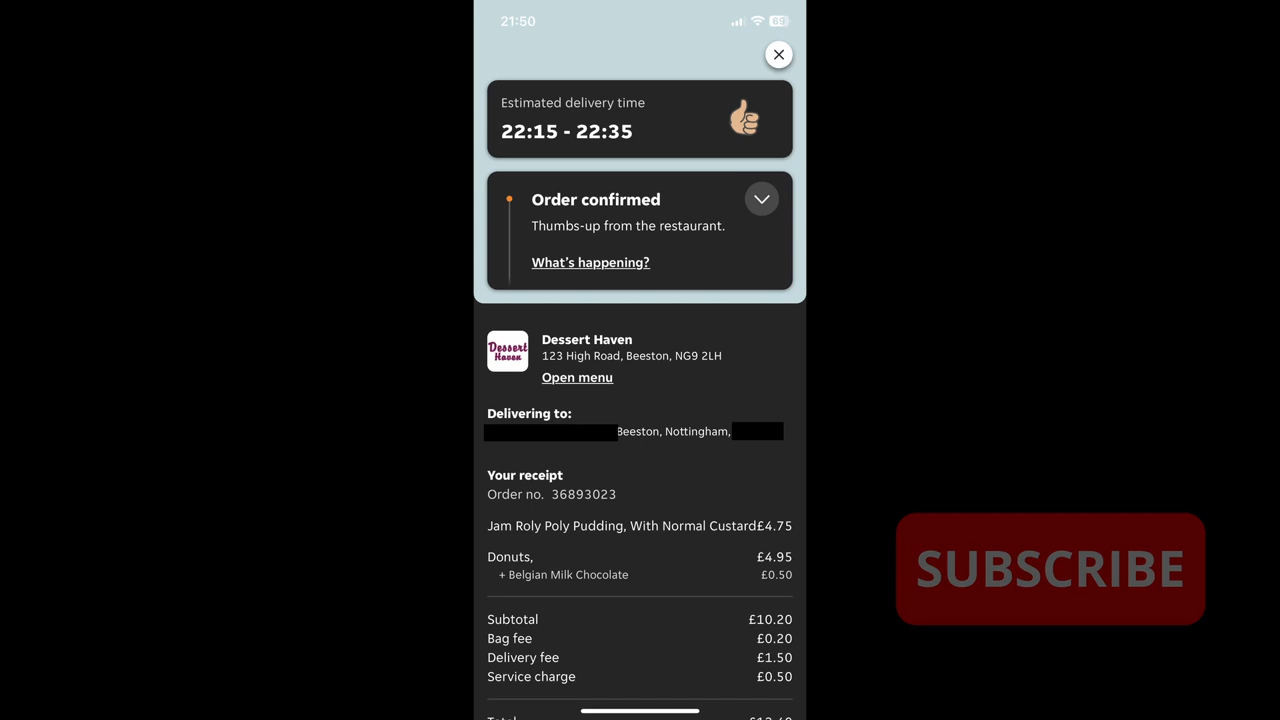 21:50
69
Estimated delivery time
22:15 - 22:35
Order confirmed
Thumbs-up from the restaurant.
What's happening?
Dessert Haven
Dessert Haven
123 High Road, Beeston, NG9 2LH
Open menu
Delivering to:
Beeston, Nottingham,
Your receipt
Order no. 36893023
Jam Roly Poly Pudding, With Normal Custard£4.75
Donuts, £4.95
+ Belgian Milk Chocolate £0.50
Subtotal £10.20
Bag fee £0.20
Delivery fee £1.50
Service charge £0.50
SUBSCRIBE